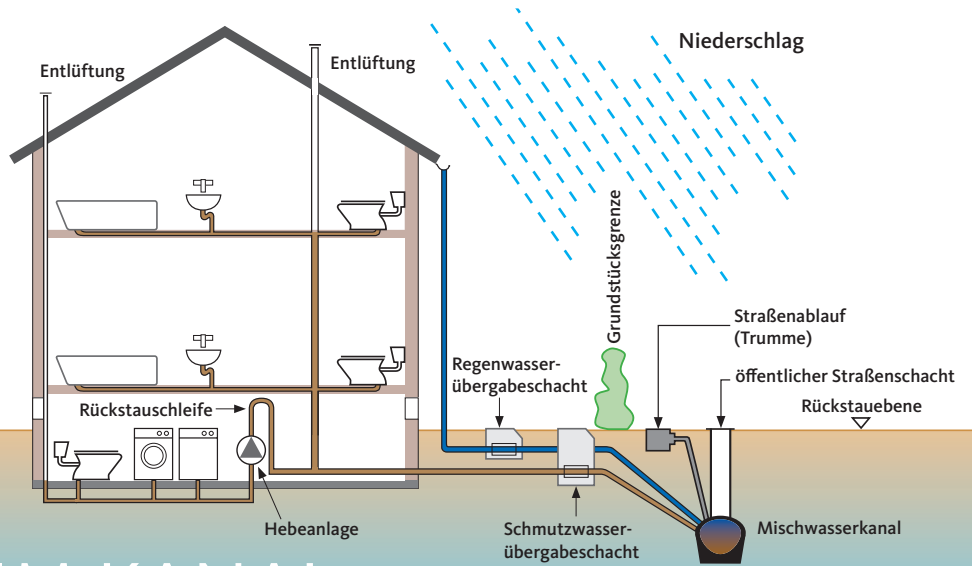 Niederschlag
Entlüftung
Entlüftung
Grundstücksgrenze
Straßenablauf
(Trumme)
Regenwasser-
übergabeschacht
öffentlicher Straßenschacht
Rückstauebene
Rückstauschleife
Hebeanlage
Schmutzwasser-
übergabeschacht
Mischwasserkanal